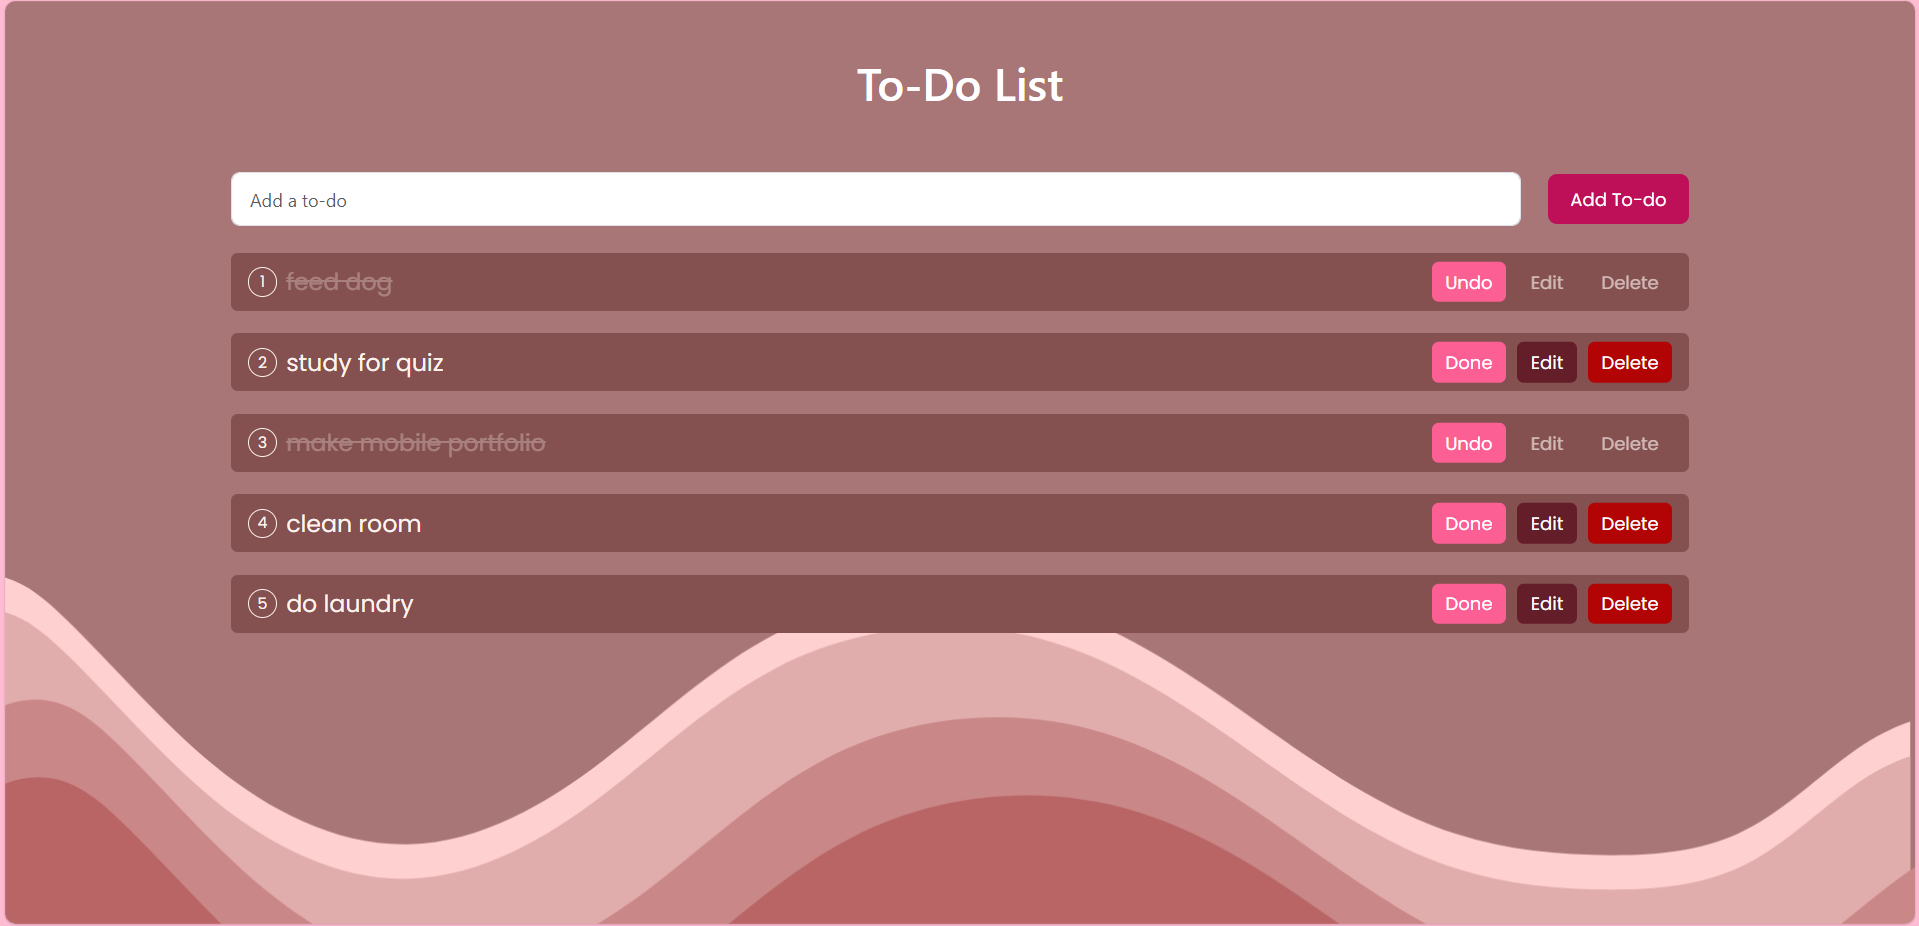 To-Do List
Add a to-do Add To-do
1 feed dog Undo Edit Delete
2 study for quiz Done Edit Delete
3 make mobile portfolio Undo Edit Delete
4 clean room Done Edit Delete
5 do laundry Done Edit Delete